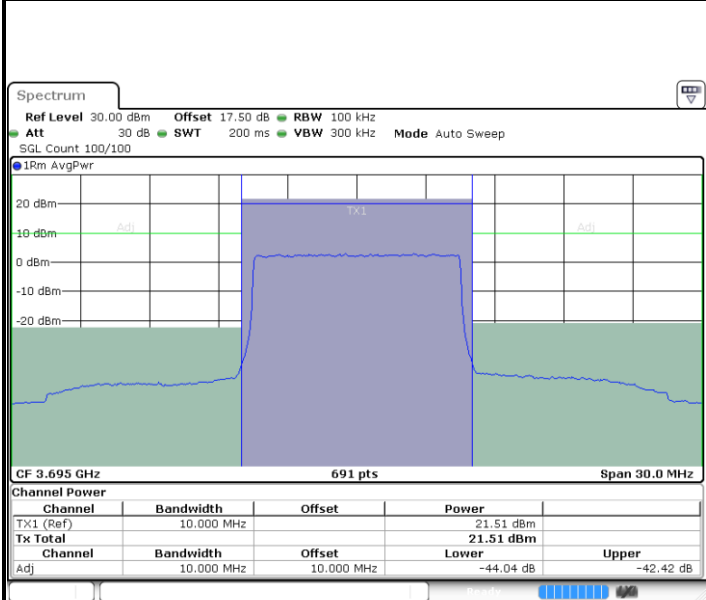 Spectrum
Ref Level 30.00 dBm Offset 17.50 dB RBW 100 kHz
Att 30 dB SWT 200 ms VBW 300 kHz Mode Auto Sweep
SGL Count 100/100
1Rm AvgPwr
20 dBm
TX1
Adj
Adj
10 dBm
0 dBm
-10 dBm
-20 dBm
CF 3.695 GHz 691 pts Span 30.0 MHz
Channel Power
Channel Bandwidth Offset Power
TX1 (Ref) 10.000 MHz 21.51 dBm
Tx Total 21.51 dBm
Channel Bandwidth Offset Lower Upper
Adj 10.000 MHz 10.000 MHz -44.04 dB -42.42 dB
Ready